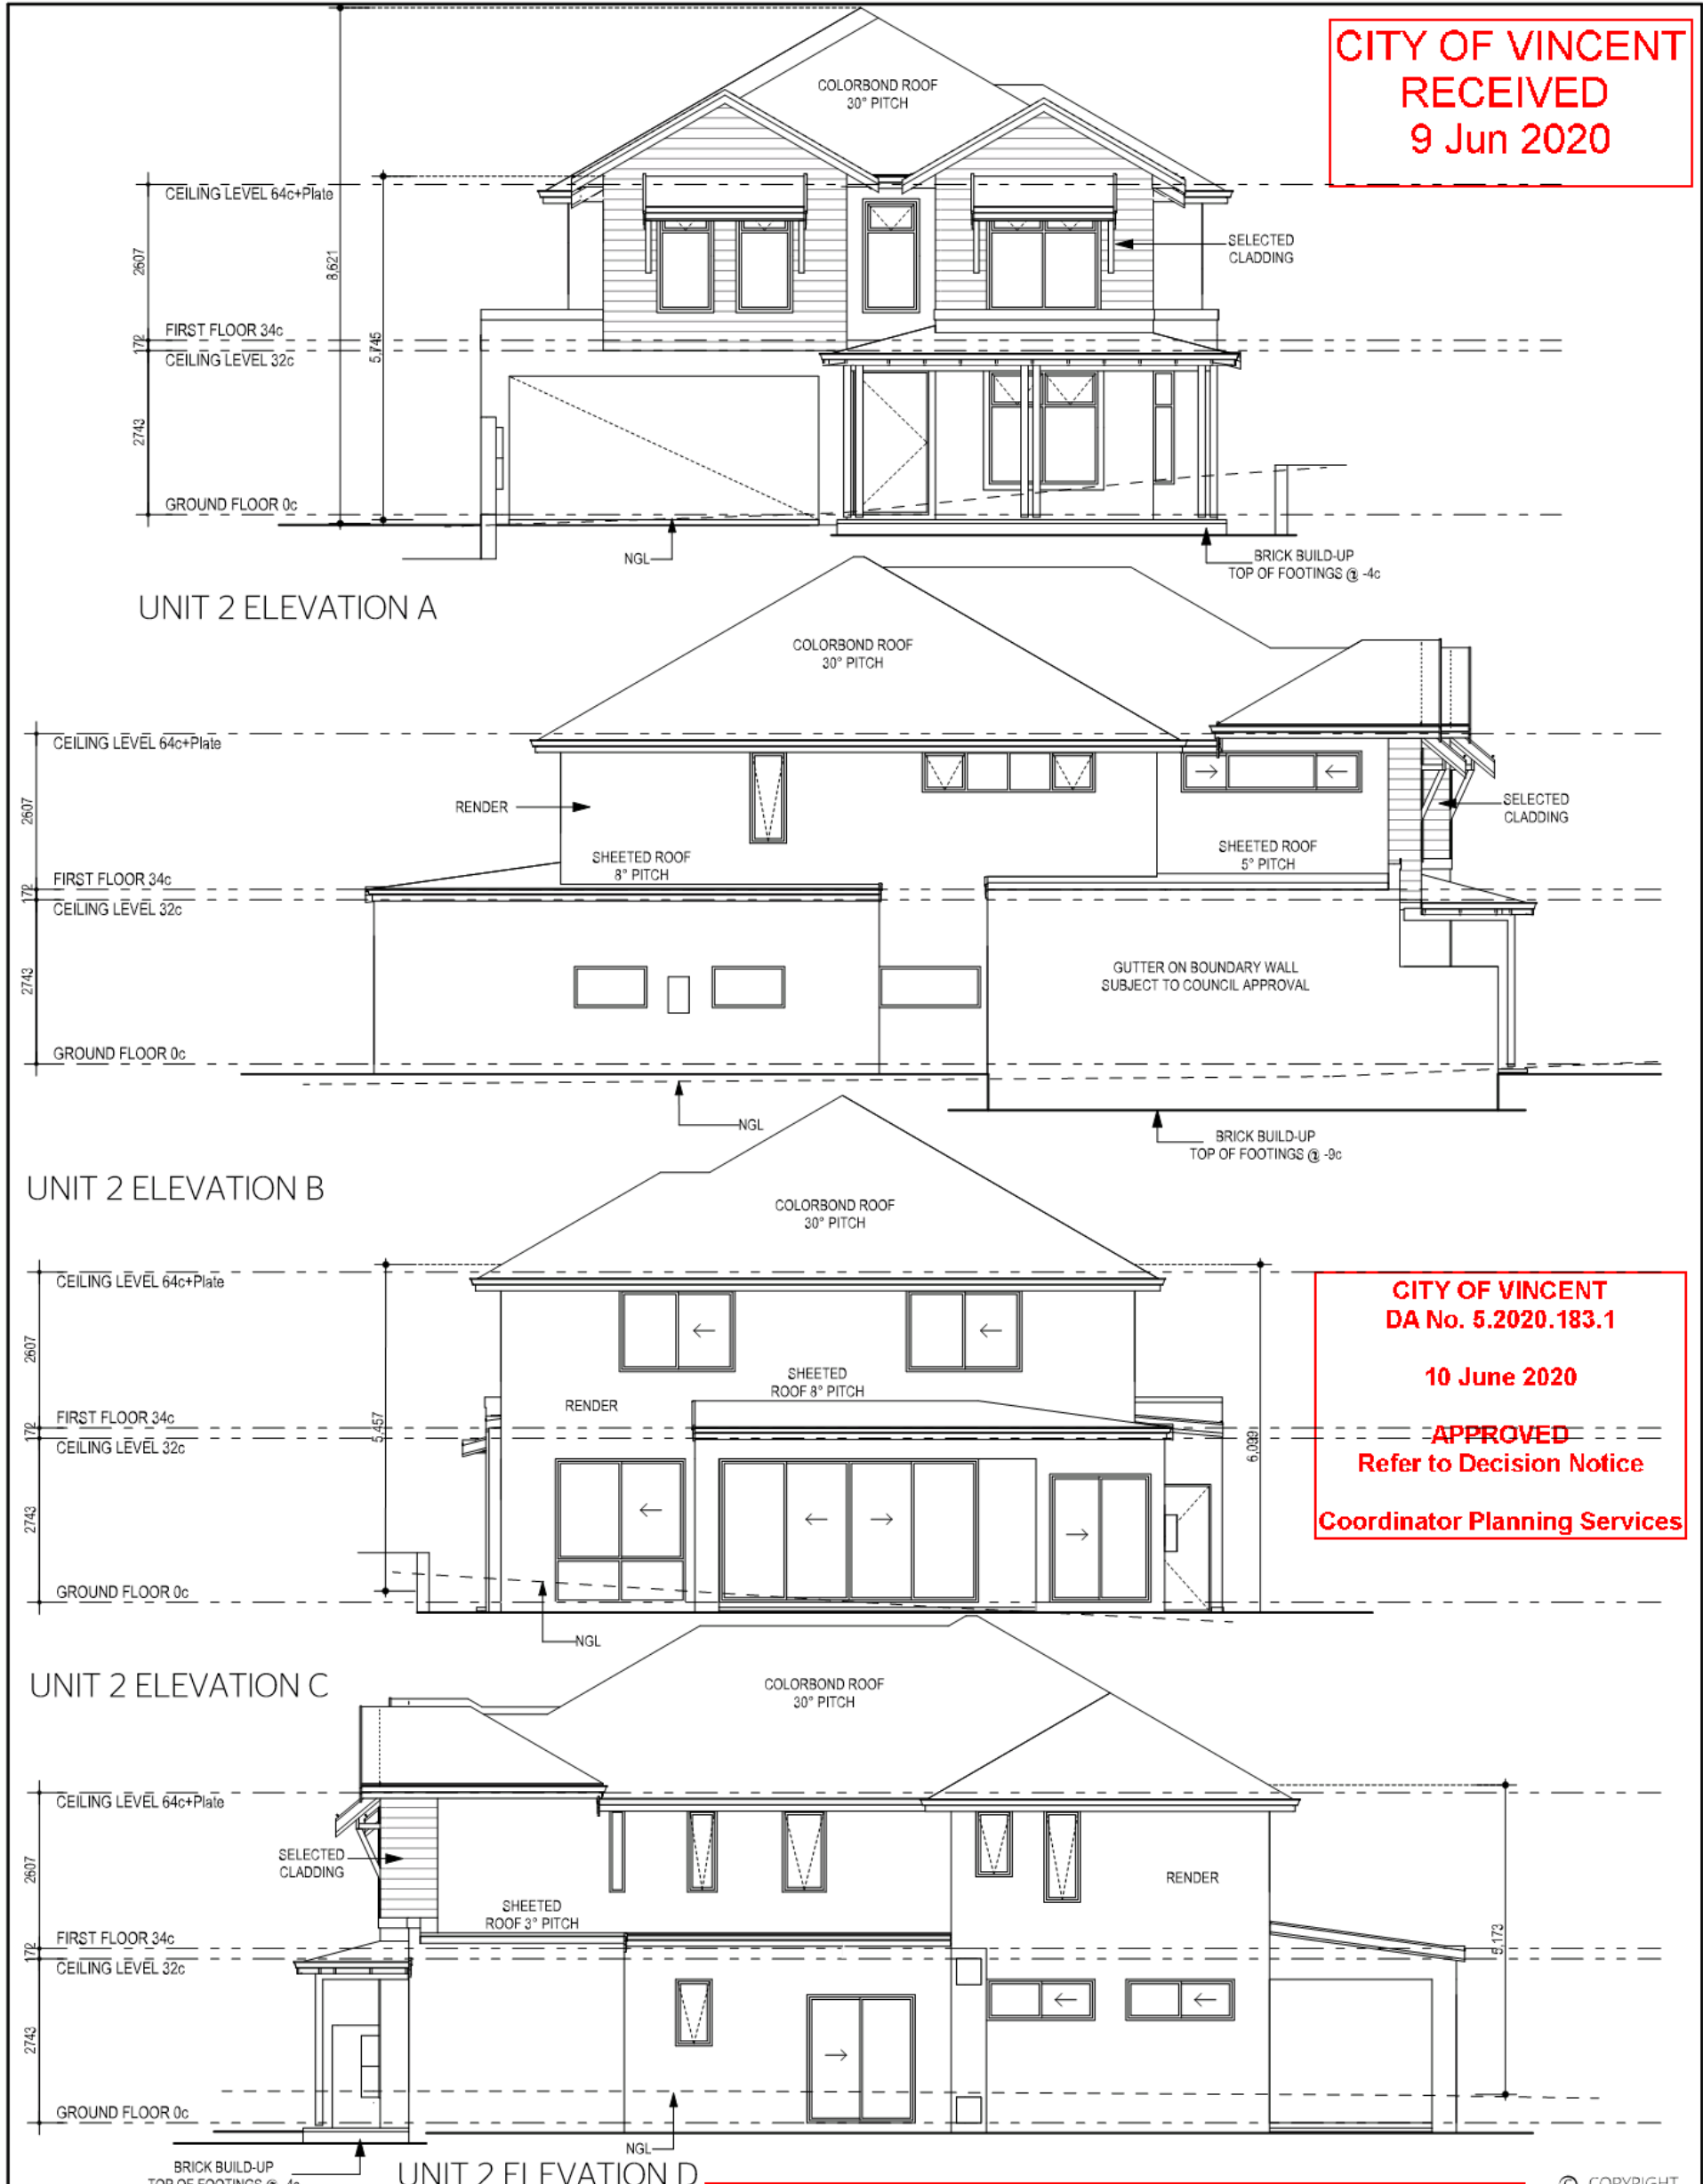 CITY OF VINCENT
RECEIVED
9 Jun 2020
COLORBOND ROOF
30° PITCH
CEILING LEVEL 64c+Plate
2607
8,621
SELECTED
CLADDING
FIRST FLOOR 34c
172
CEILING LEVEL 32c
5,745
2743
GROUND FLOOR 0c
NGL
BRICK BUILD-UP
TOP OF FOOTINGS @ -4c
UNIT 2 ELEVATION A
COLORBOND ROOF
30° PITCH
CEILING LEVEL 64c+Plate
2607
RENDER
SELECTED
CLADDING
SHEETED ROOF
8° PITCH
SHEETED ROOF
5° PITCH
FIRST FLOOR 34c
172
CEILING LEVEL 32c
2743
GUTTER ON BOUNDARY WALL
SUBJECT TO COUNCIL APPROVAL
GROUND FLOOR 0c
NGL
BRICK BUILD-UP
TOP OF FOOTINGS @ -9c
UNIT 2 ELEVATION B
COLORBOND ROOF
30° PITCH
CEILING LEVEL 64c+Plate
CITY OF VINCENT
DA No. 5.2020.183.1
10 June 2020
APPROVED
Refer to Decision Notice
Coordinator Planning Services
2607
SHEETED
ROOF 8° PITCH
RENDER
FIRST FLOOR 34c
172
CEILING LEVEL 32c
5,457
6,099
2743
GROUND FLOOR 0c
NGL
UNIT 2 ELEVATION C
COLORBOND ROOF
30° PITCH
CEILING LEVEL 64c+Plate
2607
SELECTED
CLADDING
RENDER
SHEETED
ROOF 3° PITCH
FIRST FLOOR 34c
172
CEILING LEVEL 32c
5,173
2743
GROUND FLOOR 0c
NGL
BRICK BUILD-UP
TOP OF FOOTINGS @ -4c
UNIT 2 ELEVATION D
© COPYRIGHT